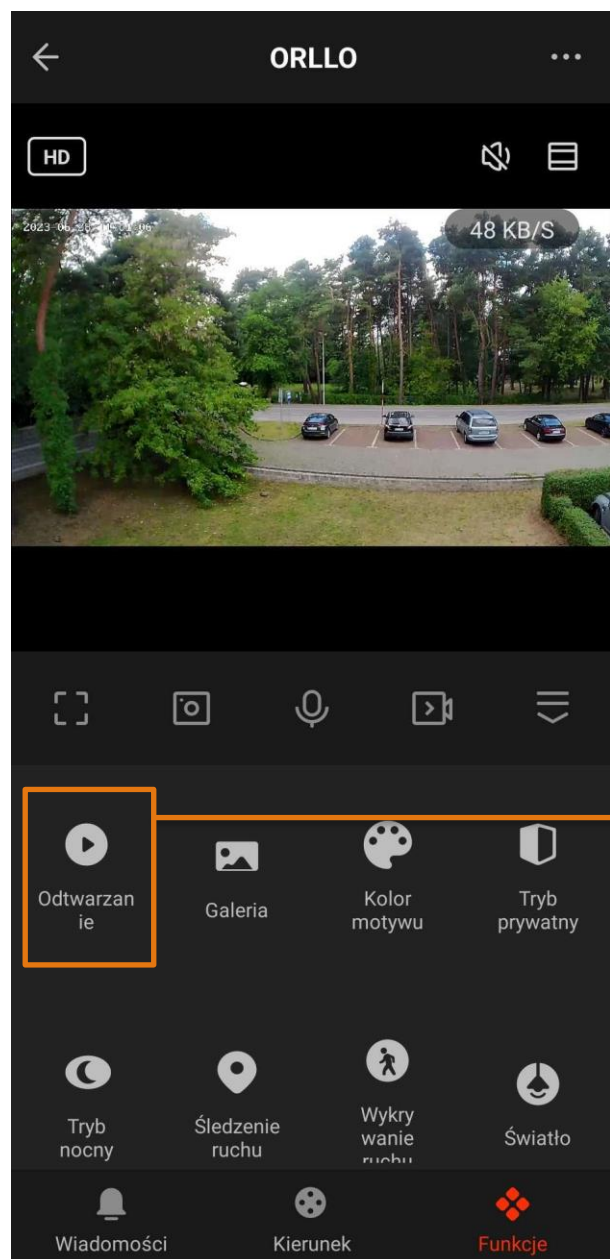 ORLLO
HD
48 KB/S
Odtwarzan
ie
Galeria
Kolor
motywu
Tryb
prywatny
Tryb
nocny
Śledzenie
ruchu
Wykry
wanie
ruchu
Światło
Wiadomości
Kierunek
Funkcje